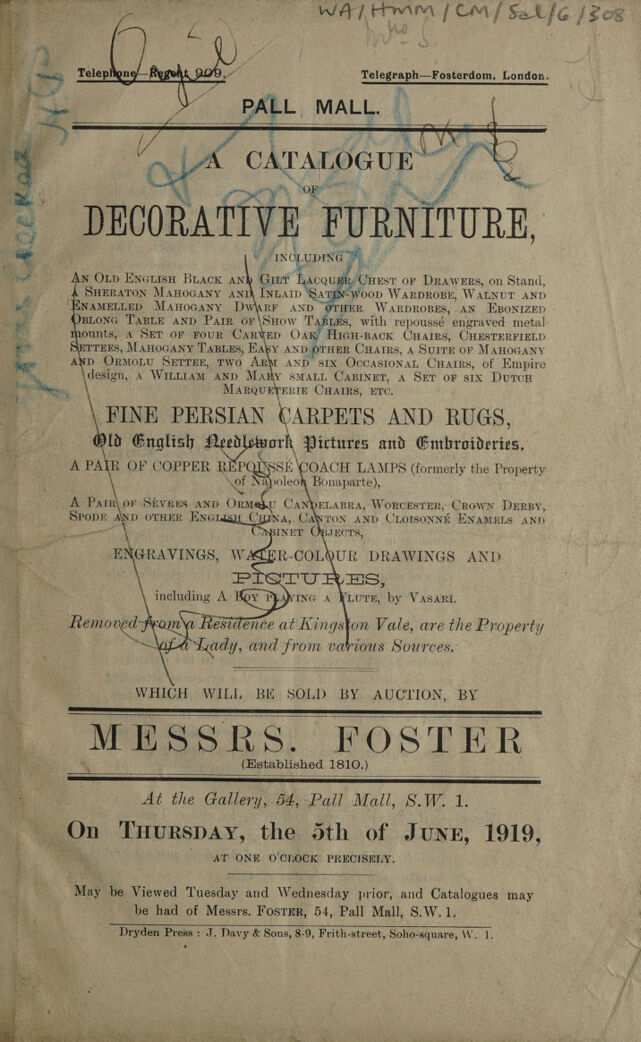 WA/HMM/CM/Sal/6/308
Telephone—Regent 909.
Telegraph—Fosterdom, London.
PALL MALL.
A CATALOGUE
OF
DECORATIVE FURNITURE,
INCLUDING
AN OLD ENGLISH BLACK AND GILT LACQUER CHEST OF DRAWERS, ON STAND,
A SHERATON MAHOGANY AND INLAID SATIN-WOOD WARDROBE, WALNUT AND
ENAMELLED MAHOGANY DWARF AND OTHER WARDROBES, AN EBONIZED
OBLONG TABLE AND PAIR OF SHOW TABLES, with repoussé engraved metal
mounts, A SET OF FOUR CARVED OAK HIGH-BACK CHAIRS, CHESTERFIELD
SETTEES, MAHOGANY TABLES, EASY AND OTHER CHAIRS, A SUITE OF MAHOGANY
AND ORMOLU SETTEE, TWO ARM AND SIX OCCASIONAL CHAIRS, of Empire
design, A WILLIAM AND MARY SMALL CABINET, A SET OF SIX DUTCH
MARQUETERIE CHAIRS, ETC.
FINE PERSIAN CARPETS AND RUGS,
Old English Needlework Pictures and Embroideries,
A PAIR OF COPPER REPOUSSÉ COACH LAMPS (formerly the Property
of Napoleon Bonaparte),
A PAIR OF SÈVRES AND ORMOLU CANDELABRA, WORCESTER, CROWN DERBY,
SPODE AND OTHER ENGLISH CHINA, CANTON AND CLOISONNÉ ENAMELS AND
CABINET OBJECTS,
ENGRAVINGS, WATER-COLOUR DRAWINGS AND
PICTURES,
including A BOY PLAYING A FLUTE, by VASARI.
Removed from a Residence at Kingston Vale, are the Property
of a Lady, and from various Sources.
WHICH WILL BE SOLD BY AUCTION, BY
MESSRS. FOSTER
(Established 1810.)
At the Gallery, 54, Pall Mall, S.W. 1.
On THURSDAY, the 5th of JUNE, 1919,
AT ONE O'CLOCK PRECISELY.
May be Viewed Tuesday and Wednesday prior, and Catalogues may
be had of Messrs. FOSTER, 54, Pall Mall, S.W. 1.
Dryden Press : J. Davy & Sons, 8-9, Frith-street, Soho-square, W. 1.